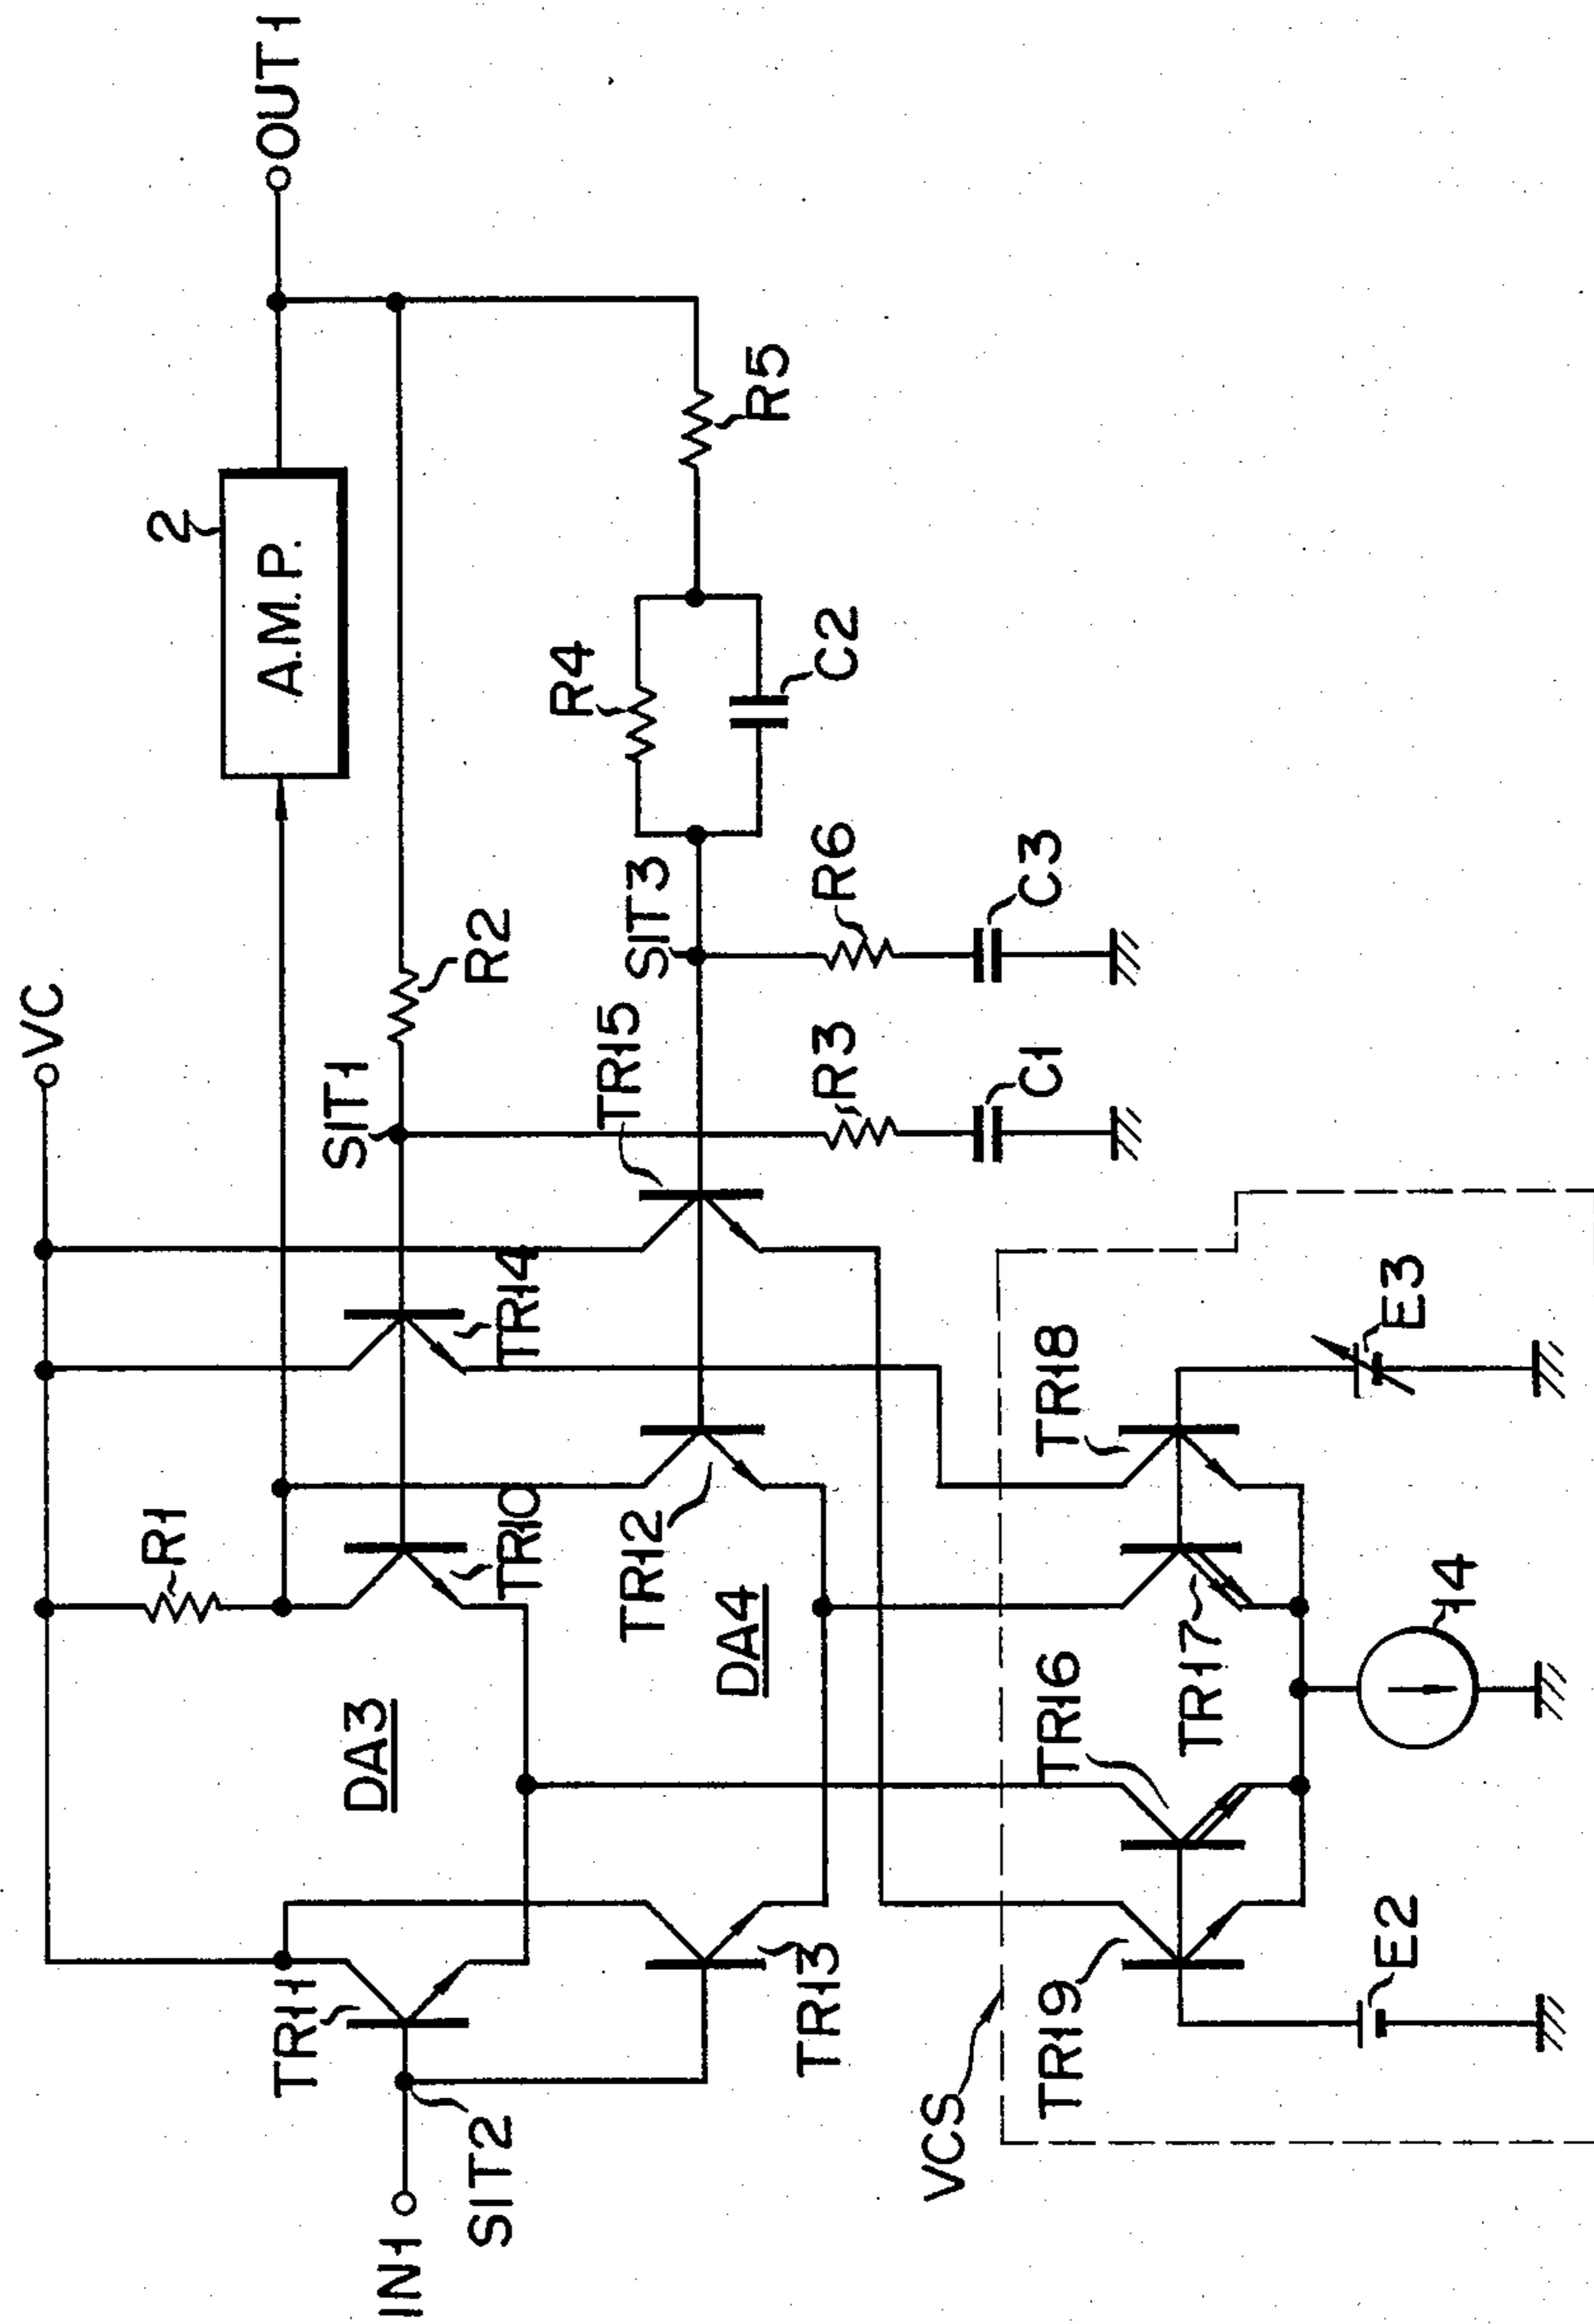 VC
OUT1
2
A.M.P.
R1
SIT1
R2
TR11
DA3
TR10
TR14
TR15
SIT3
R4
R5
C2
IN1
SIT2
TR13
DA4
TR12
R3
R6
C1
C3
VCS
TR19
TR16
TR17
TR18
E2
14
E3